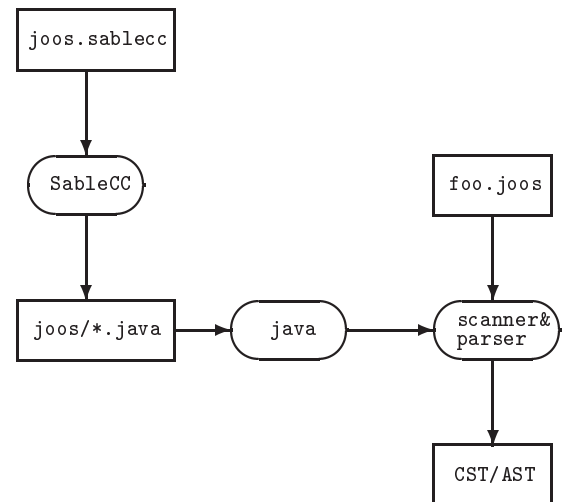 joos.sablecc
SableCC
foo.joos
joos/*.java
java
scanner&
parser
CST/AST